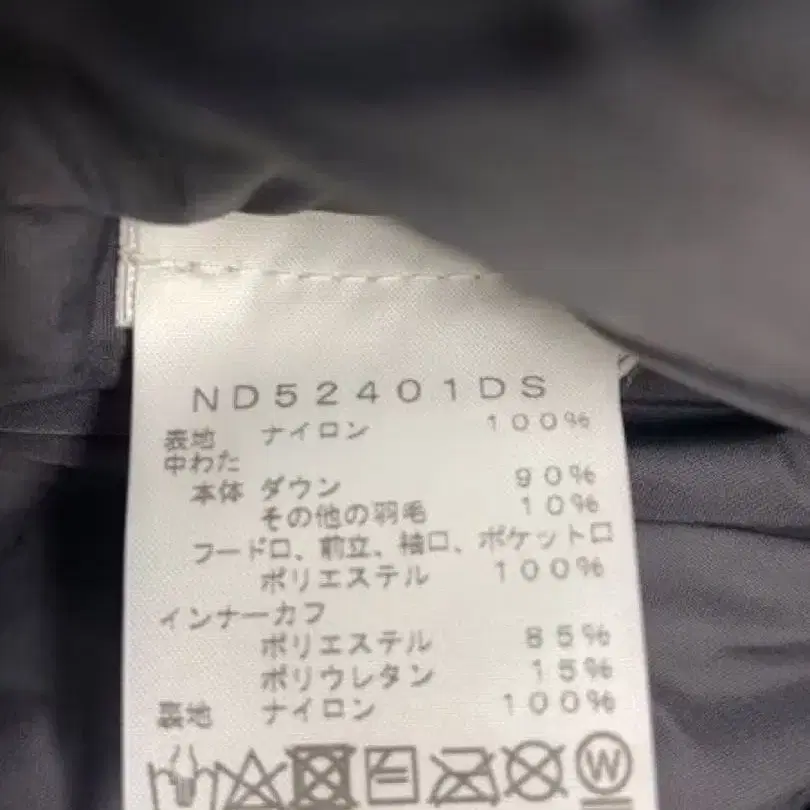 ND52401DS
表地 ナイロン 100%
中わた
本体 ダウン 90%
その他の羽毛 10%
フード口、前立、袖口、ポケット口
ポリエステル 100%
インナーカフ
ポリエステル 85%
ポリウレタン 15%
裏地 ナイロン 100%
W